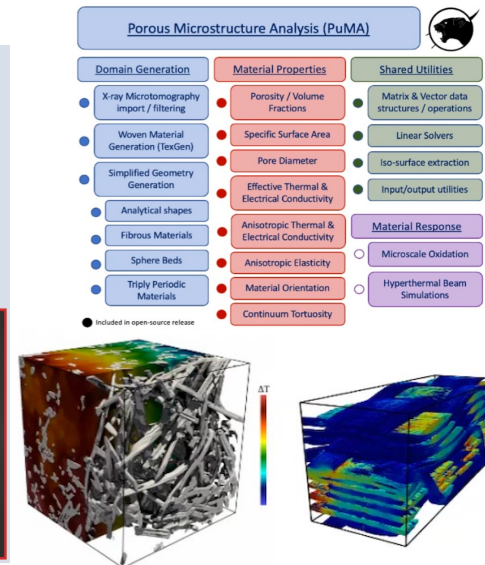 Porous Microstructure Analysis (PuMA)
Domain Generation
X-ray Microtomography
import / filtering
Woven Material
Generation (TexGen)
Simplified Geometry
Generation
Analytical shapes
Fibrous Materials
Sphere Beds
Triply Periodic
Materials
Included in open-source release
Material Properties
Porosity / Volume
Fractions
Specific Surface Area
Pore Diameter
Effective Thermal &
Electrical Conductivity
Anisotropic Thermal &
Electrical Conductivity
Anisotropic Elasticity
Material Orientation
Continuum Tortuosity
Shared Utilities
Matrix & Vector data
structures / operations
Linear Solvers
Iso-surface extraction
Input/output utilities
Material Response
Microscale Oxidation
Hyperthermal Beam
Simulations
ΔT